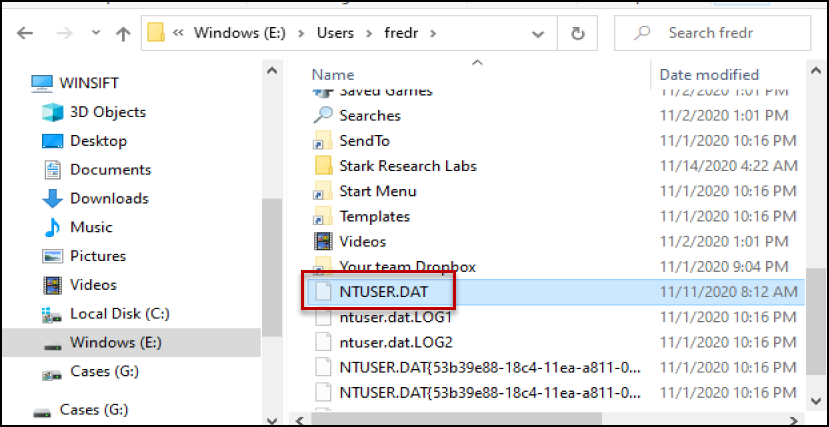 « Windows (E:) > Users > fredr >
Search fredr
WINSIFT
3D Objects
Desktop
Documents
Downloads
Music
Pictures
Videos
Local Disk (C:)
Windows (E:)
Cases (G:)
Cases (G:)
Name Date modified
Saved Games 11/2/2020 1:01 PM
Searches 11/2/2020 1:01 PM
SendTo 11/1/2020 10:16 PM
Stark Research Labs 11/14/2020 4:22 AM
Start Menu 11/1/2020 10:16 PM
Templates 11/1/2020 10:16 PM
Videos 11/2/2020 1:01 PM
Your team Dropbox 11/1/2020 9:04 PM
NTUSER.DAT 11/11/2020 8:12 AM
ntuser.dat.LOG1 11/1/2020 10:16 PM
ntuser.dat.LOG2 11/1/2020 10:16 PM
NTUSER.DAT{53b39e88-18c4-11ea-a811-0... 11/1/2020 10:16 PM
NTUSER.DAT{53b39e88-18c4-11ea-a811-0... 11/1/2020 10:16 PM